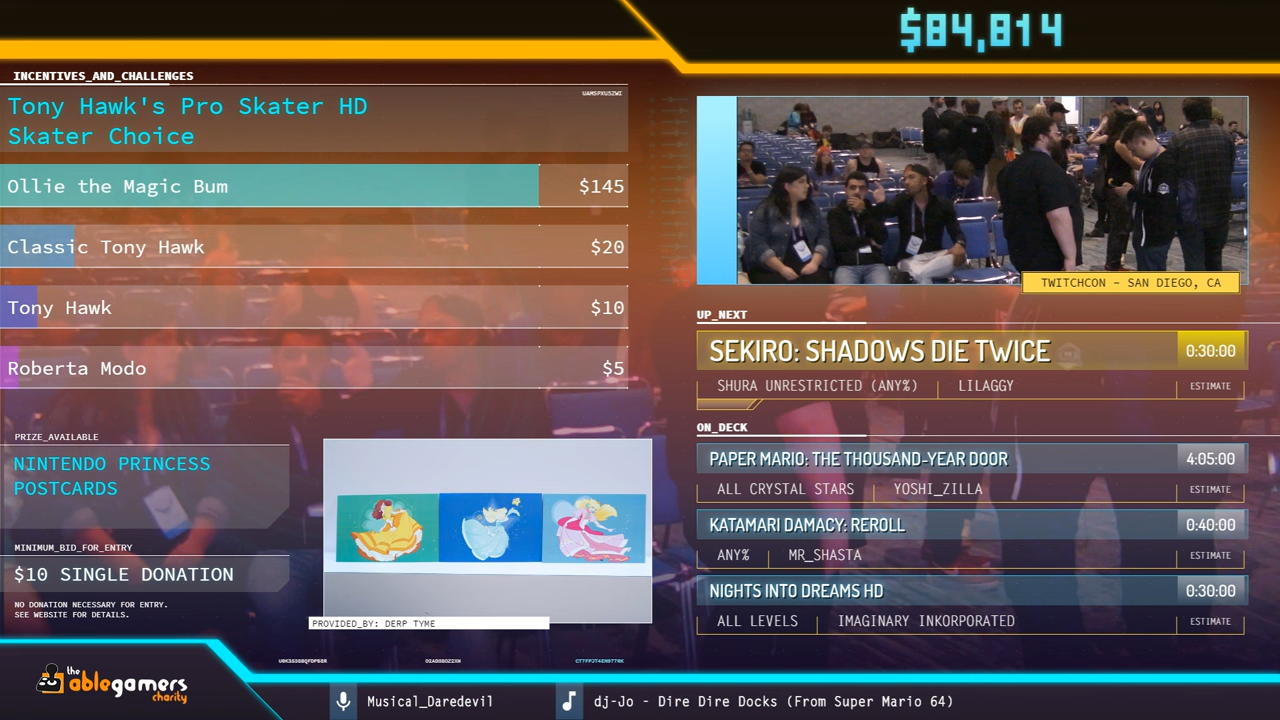 $84,814
INCENTIVES_AND_CHALLENGES
Tony Hawk's Pro Skater HD
Skater Choice
Ollie the Magic Bum $145
Classic Tony Hawk $20
Tony Hawk $10
Roberta Modo $5
PRIZE_AVAILABLE
NINTENDO PRINCESS
POSTCARDS
MINIMUM_BID_FOR_ENTRY
$10 SINGLE DONATION
NO DONATION NECESSARY FOR ENTRY.
SEE WEBSITE FOR DETAILS.
PROVIDED_BY: DERP TYME
TWITCHCON - SAN DIEGO, CA
UP_NEXT
SEKIRO: SHADOWS DIE TWICE 0:30:00
SHURA UNRESTRICTED (ANY%) LILAGGY ESTIMATE
ON_DECK
PAPER MARIO: THE THOUSAND-YEAR DOOR 4:05:00
ALL CRYSTAL STARS YOSHI_ZILLA ESTIMATE
KATAMARI DAMACY: REROLL 0:40:00
ANY% MR_SHASTA ESTIMATE
NIGHTS INTO DREAMS HD 0:30:00
ALL LEVELS IMAGINARY INKORPORATED ESTIMATE
the
ablegamers
charity
Musical_Daredevil
dj-Jo - Dire Dire Docks (From Super Mario 64)